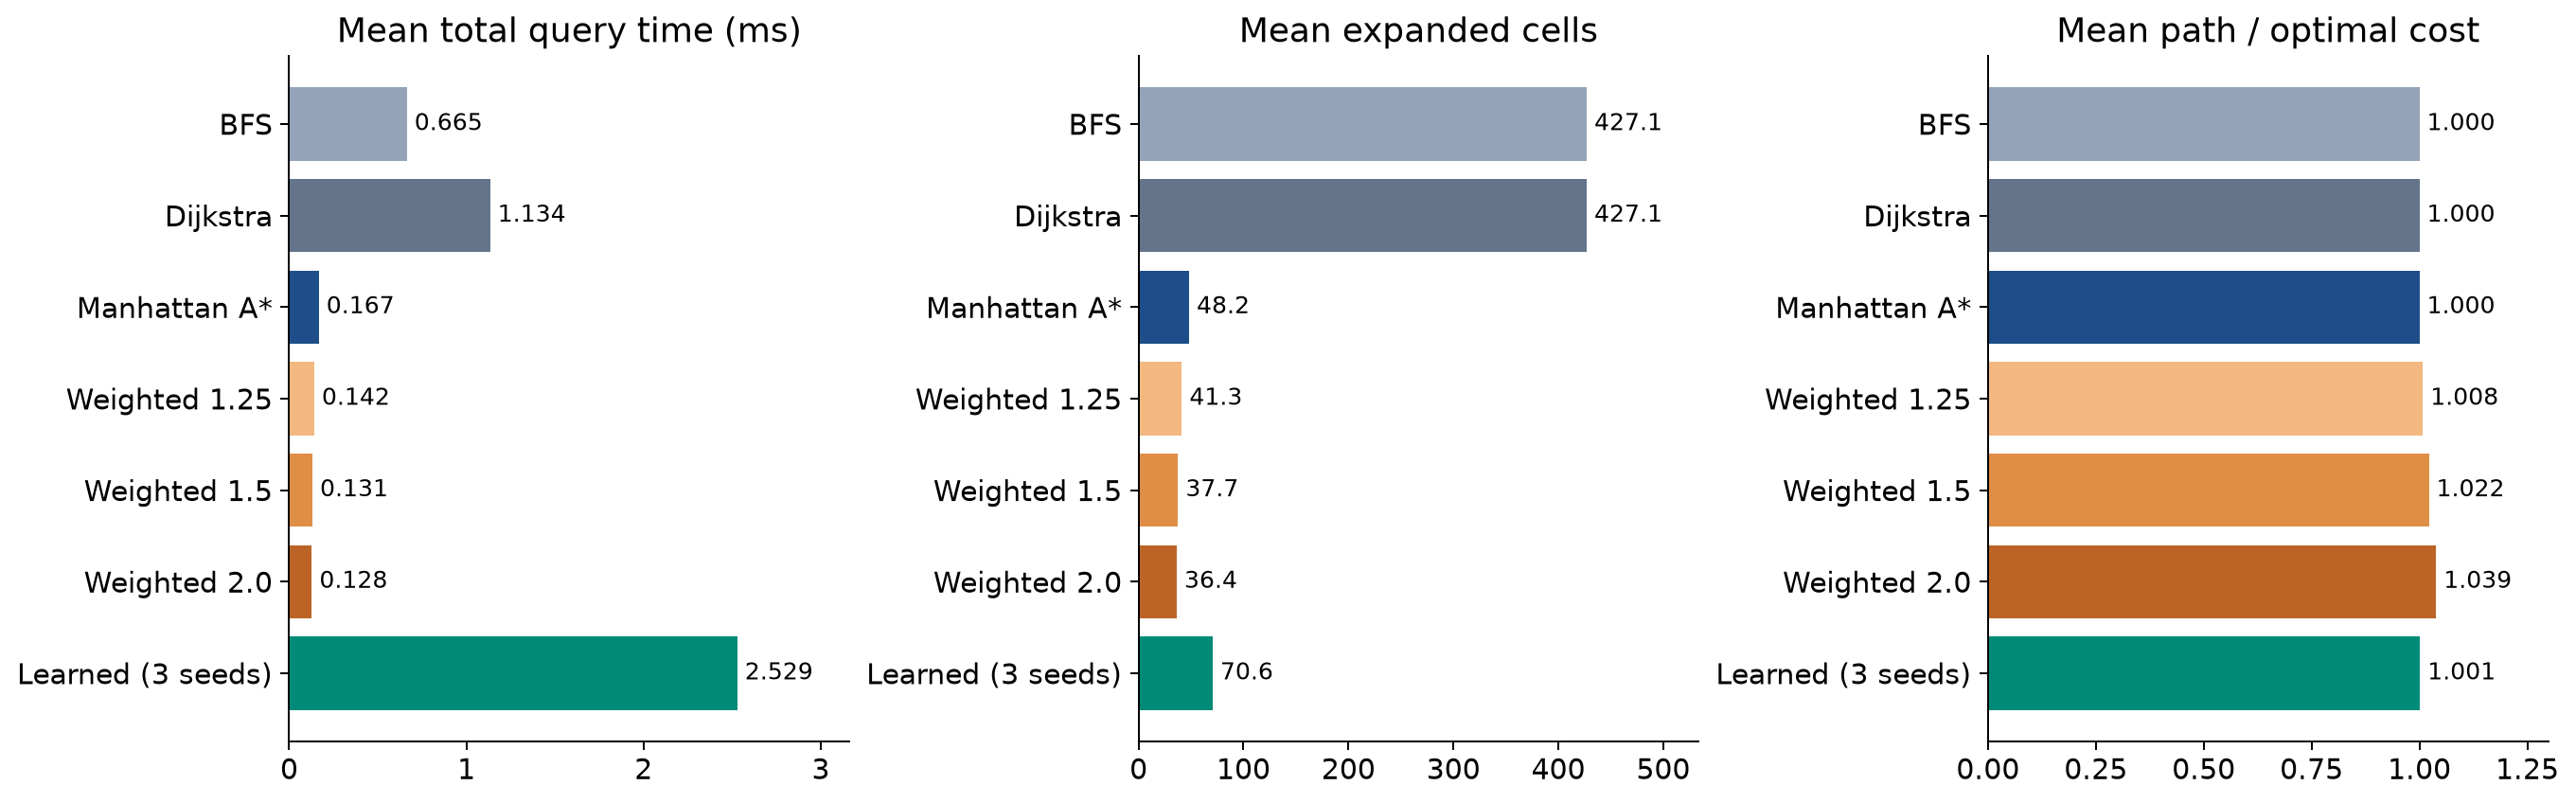 Mean total query time (ms)
BFS
0.665
Dijkstra
1.134
Manhattan A*
0.167
Weighted 1.25
0.142
Weighted 1.5
0.131
Weighted 2.0
0.128
Learned (3 seeds)
2.529
0 1 2 3
Mean expanded cells
BFS
427.1
Dijkstra
427.1
Manhattan A*
48.2
Weighted 1.25
41.3
Weighted 1.5
37.7
Weighted 2.0
36.4
Learned (3 seeds)
70.6
0 100 200 300 400 500
Mean path / optimal cost
BFS
1.000
Dijkstra
1.000
Manhattan A*
1.000
Weighted 1.25
1.008
Weighted 1.5
1.022
Weighted 2.0
1.039
Learned (3 seeds)
1.001
0.00 0.25 0.50 0.75 1.00 1.25